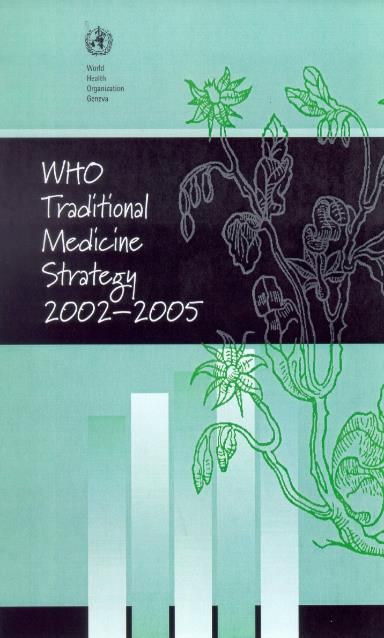 World
Health
Organization
Geneva
WHO
Traditional
Medicine
Strategy
2002–2005